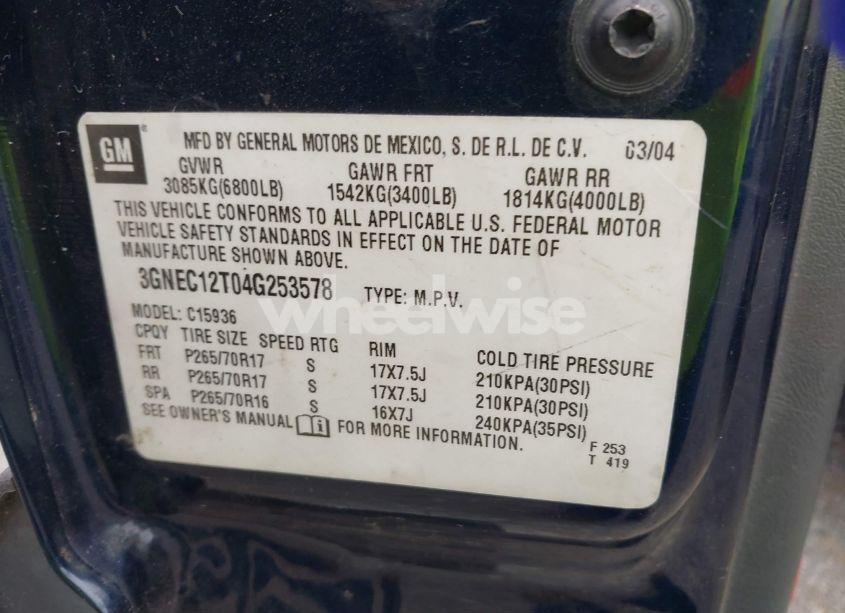 GM
MFD BY GENERAL MOTORS DE MEXICO, S. DE R.L. DE C.V. 03/04
GVWR GAWR FRT GAWR RR
3085KG(6800LB) 1542KG(3400LB) 1814KG(4000LB)
THIS VEHICLE CONFORMS TO ALL APPLICABLE U.S. FEDERAL MOTOR
VEHICLE SAFETY STANDARDS IN EFFECT ON THE DATE OF
MANUFACTURE SHOWN ABOVE.
3GNEC12T04G253578 TYPE: M.P.V.
wheelwise
MODEL: C15936
CPQY TIRE SIZE SPEED RTG RIM COLD TIRE PRESSURE
FRT P265/70R17 S 17X7.5J 210KPA(30PSI)
RR P265/70R17 S 17X7.5J 210KPA(30PSI)
SPA P265/70R16 S 16X7J 240KPA(35PSI)
SEE OWNER'S MANUAL FOR MORE INFORMATION.
F 253
T 419